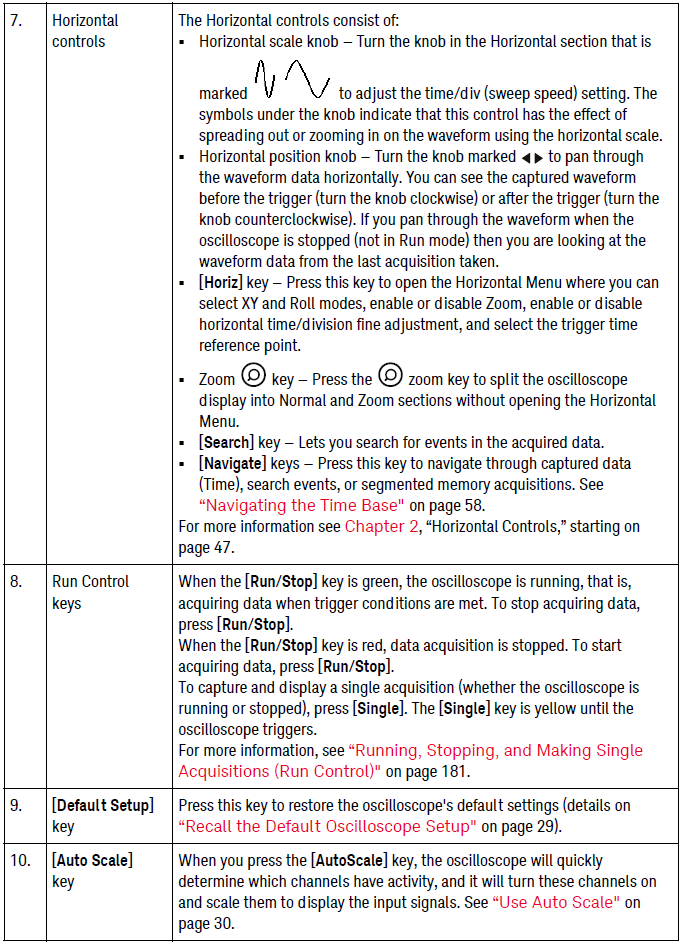 7. Horizontal controls
The Horizontal controls consist of:
▪ Horizontal scale knob – Turn the knob in the Horizontal section that is
marked to adjust the time/div (sweep speed) setting. The
symbols under the knob indicate that this control has the effect of
spreading out or zooming in on the waveform using the horizontal scale.
▪ Horizontal position knob – Turn the knob marked ◀▶ to pan through
the waveform data horizontally. You can see the captured waveform
before the trigger (turn the knob clockwise) or after the trigger (turn the
knob counterclockwise). If you pan through the waveform when the
oscilloscope is stopped (not in Run mode) then you are looking at the
waveform data from the last acquisition taken.
▪ [Horiz] key – Press this key to open the Horizontal Menu where you can
select XY and Roll modes, enable or disable Zoom, enable or disable
horizontal time/division fine adjustment, and select the trigger time
reference point.
▪ Zoom key – Press the zoom key to split the oscilloscope
display into Normal and Zoom sections without opening the Horizontal
Menu.
▪ [Search] key – Lets you search for events in the acquired data.
▪ [Navigate] keys – Press this key to navigate through captured data
(Time), search events, or segmented memory acquisitions. See
“Navigating the Time Base" on page 58.
For more information see Chapter 2, “Horizontal Controls,” starting on
page 47.
8. Run Control keys
When the [Run/Stop] key is green, the oscilloscope is running, that is,
acquiring data when trigger conditions are met. To stop acquiring data,
press [Run/Stop].
When the [Run/Stop] key is red, data acquisition is stopped. To start
acquiring data, press [Run/Stop].
To capture and display a single acquisition (whether the oscilloscope is
running or stopped), press [Single]. The [Single] key is yellow until the
oscilloscope triggers.
For more information, see “Running, Stopping, and Making Single
Acquisitions (Run Control)" on page 181.
9. [Default Setup] key
Press this key to restore the oscilloscope's default settings (details on
“Recall the Default Oscilloscope Setup" on page 29).
10. [Auto Scale] key
When you press the [AutoScale] key, the oscilloscope will quickly
determine which channels have activity, and it will turn these channels on
and scale them to display the input signals. See “Use Auto Scale" on
page 30.